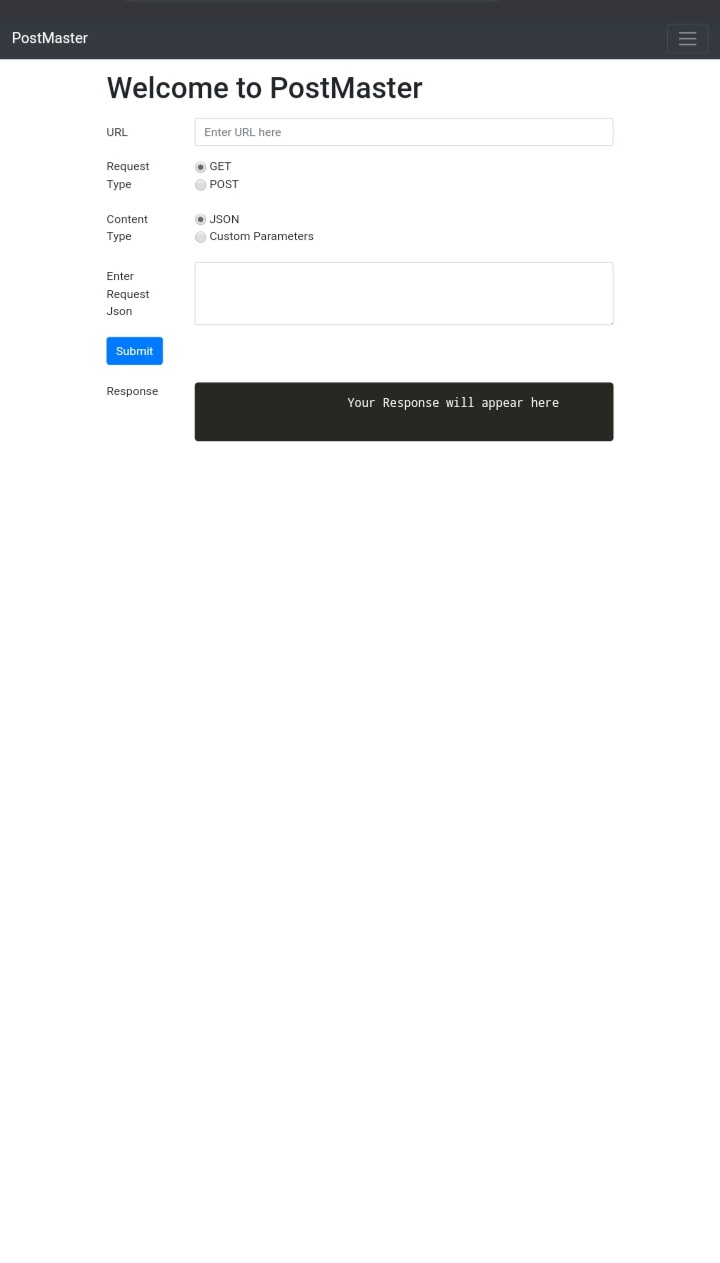 PostMaster
Welcome to PostMaster
URL
Enter URL here
Request
Type
GET
POST
Content
Type
JSON
Custom Parameters
Enter
Request
Json
Submit
Response
Your Response will appear here